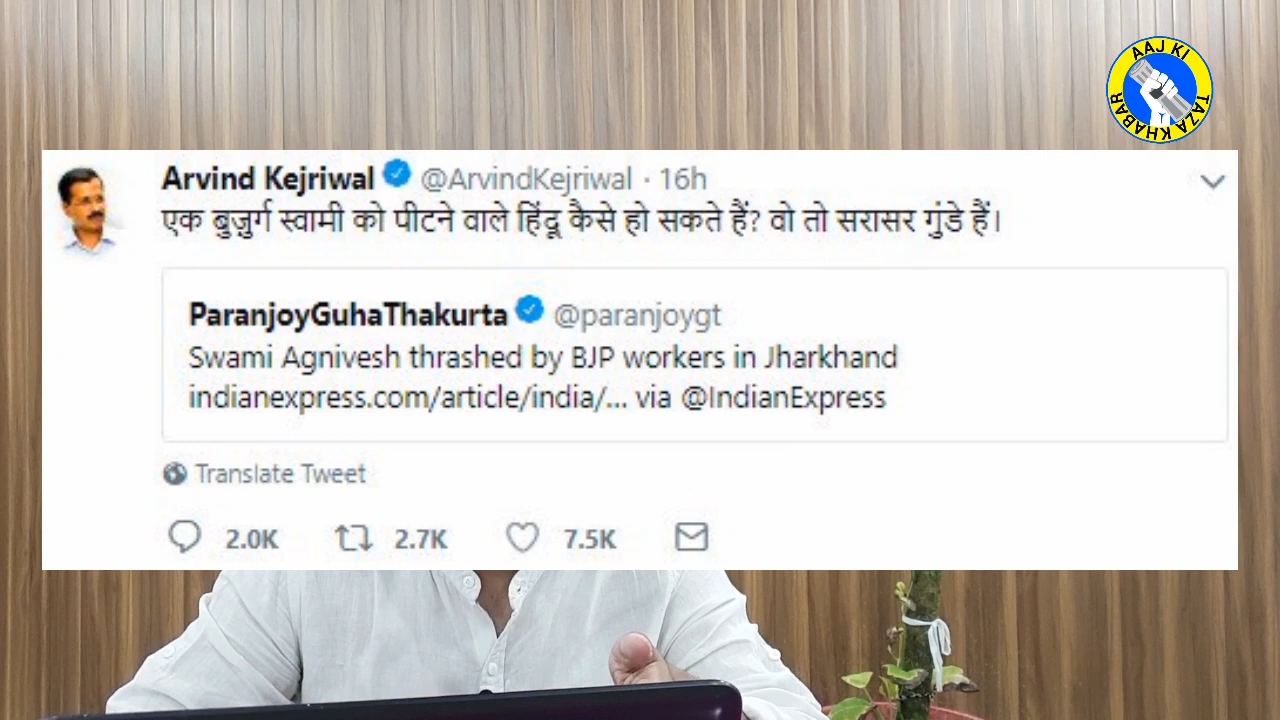 AAJ KI
TAZA KHABAR
Arvind Kejriwal @ArvindKejriwal · 16h
एक बुज़ुर्ग स्वामी को पीटने वाले हिंदू कैसे हो सकते हैं? वो तो सरासर गुंडे हैं।
ParanjoyGuhaThakurta @paranjoygt
Swami Agnivesh thrashed by BJP workers in Jharkhand
indianexpress.com/article/india/... via @IndianExpress
Translate Tweet
2.0K 2.7K 7.5K